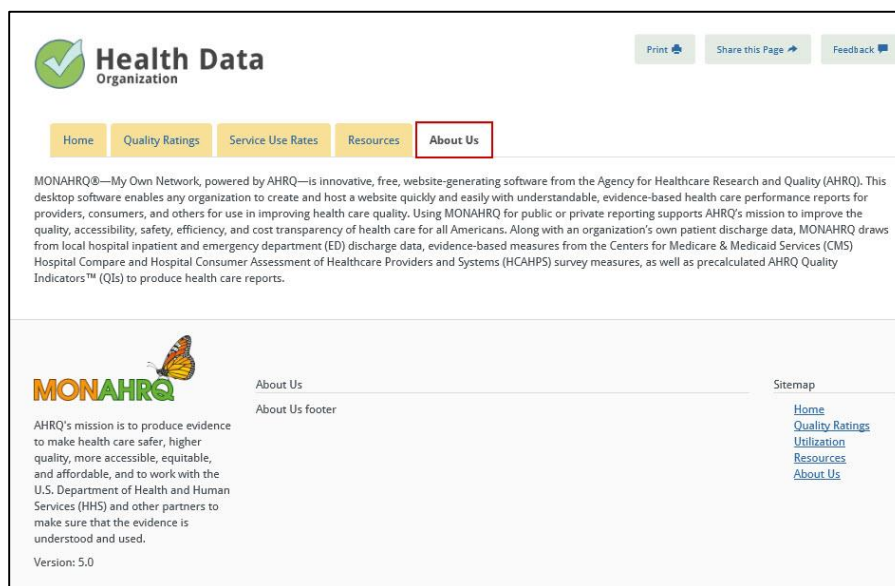 Health Data
Organization
Print
Share this Page
Feedback
Home
Quality Ratings
Service Use Rates
Resources
About Us
MONAHRQ®—My Own Network, powered by AHRQ—is innovative, free, website-generating software from the Agency for Healthcare Research and Quality (AHRQ). This
desktop software enables any organization to create and host a website quickly and easily with understandable, evidence-based health care performance reports for
providers, consumers, and others for use in improving health care quality. Using MONAHRQ for public or private reporting supports AHRQ's mission to improve the
quality, accessibility, safety, efficiency, and cost transparency of health care for all Americans. Along with an organization's own patient discharge data, MONAHRQ draws
from local hospital inpatient and emergency department (ED) discharge data, evidence-based measures from the Centers for Medicare & Medicaid Services (CMS)
Hospital Compare and Hospital Consumer Assessment of Healthcare Providers and Systems (HCAHPS) survey measures, as well as precalculated AHRQ Quality
Indicators™ (QIs) to produce health care reports.
MONAHRQ
AHRQ's mission is to produce evidence
to make health care safer, higher
quality, more accessible, equitable,
and affordable, and to work with the
U.S. Department of Health and Human
Services (HHS) and other partners to
make sure that the evidence is
understood and used.
Version: 5.0
About Us
About Us footer
Sitemap
Home
Quality Ratings
Utilization
Resources
About Us